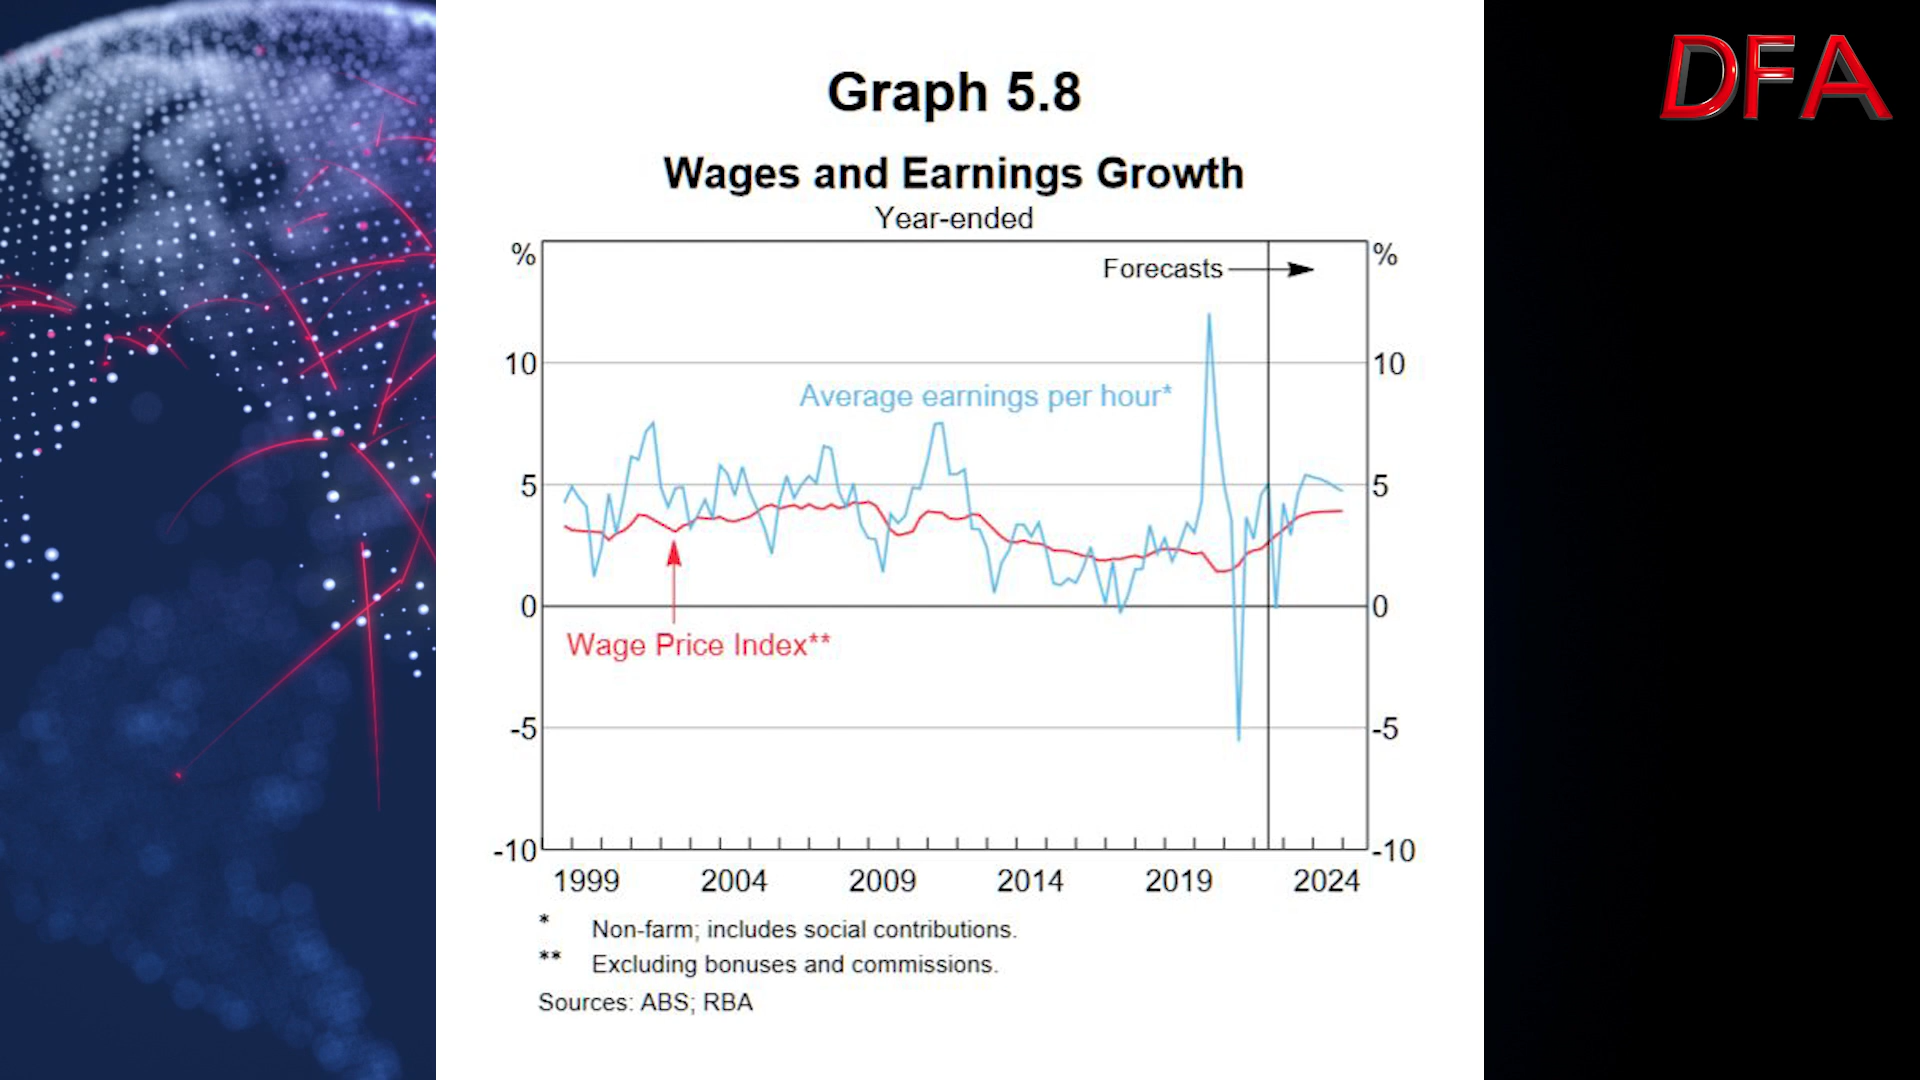 DFA
Graph 5.8
Wages and Earnings Growth
Year-ended
% %
Forecasts
10 10
Average earnings per hour*
5 5
0 0
Wage Price Index**
-5 -5
-10 -10
1999 2004 2009 2014 2019 2024
* Non-farm; includes social contributions.
** Excluding bonuses and commissions.
Sources: ABS; RBA